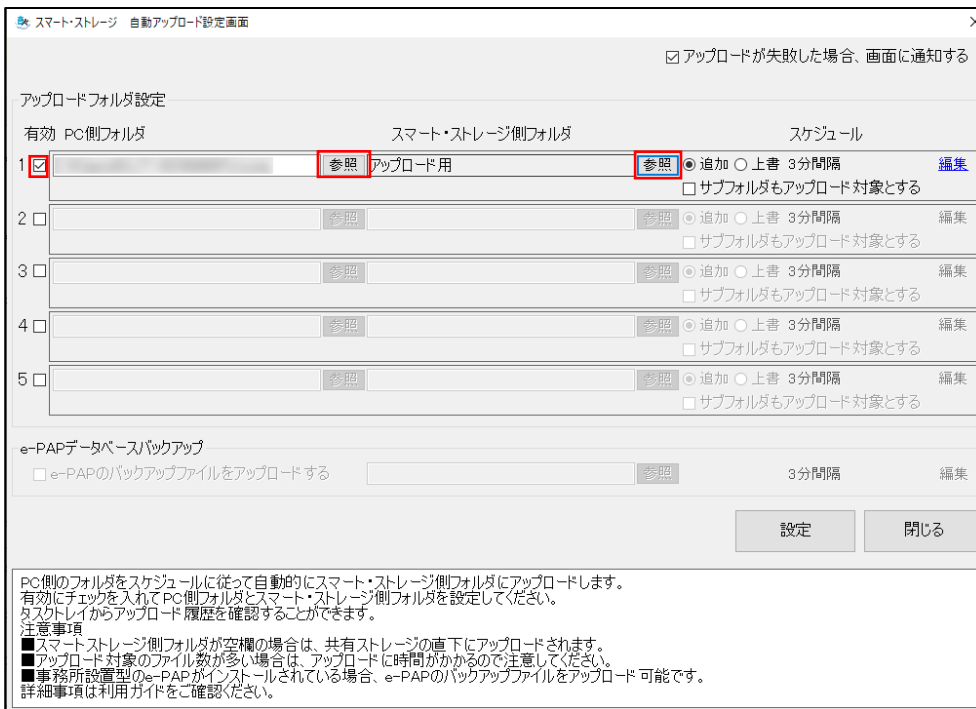 スマート・ストレージ 自動アップロード設定画面
アップロードが失敗した場合、画面に通知する
アップロードフォルダ設定
有効 PC側フォルダ スマート・ストレージ側フォルダ スケジュール
1 参照 アップロード用 参照 追加 上書 3分間隔 編集
サブフォルダもアップロード対象とする
2 参照 参照 追加 上書 3分間隔 編集
サブフォルダもアップロード対象とする
3 参照 参照 追加 上書 3分間隔 編集
サブフォルダもアップロード対象とする
4 参照 参照 追加 上書 3分間隔 編集
サブフォルダもアップロード対象とする
5 参照 参照 追加 上書 3分間隔 編集
サブフォルダもアップロード対象とする
e-PAPデータベースバックアップ
e-PAPのバックアップファイルをアップロードする 参照 3分間隔 編集
設定 閉じる
PC側のフォルダをスケジュールに従って自動的にスマート・ストレージ側フォルダにアップロードします。
有効にチェックを入れてPC側フォルダとスマート・ストレージ側フォルダを設定してください。
タスクトレイからアップロード履歴を確認することができます。
注意事項
■スマートストレージ側フォルダが空欄の場合は、共有ストレージの直下にアップロードされます。
■アップロード対象のファイル数が多い場合は、アップロードに時間がかかるので注意してください。
■事務所設置型のe-PAPがインストールされている場合、e-PAPのバックアップファイルをアップロード可能です。
詳細事項は利用ガイドをご確認ください。